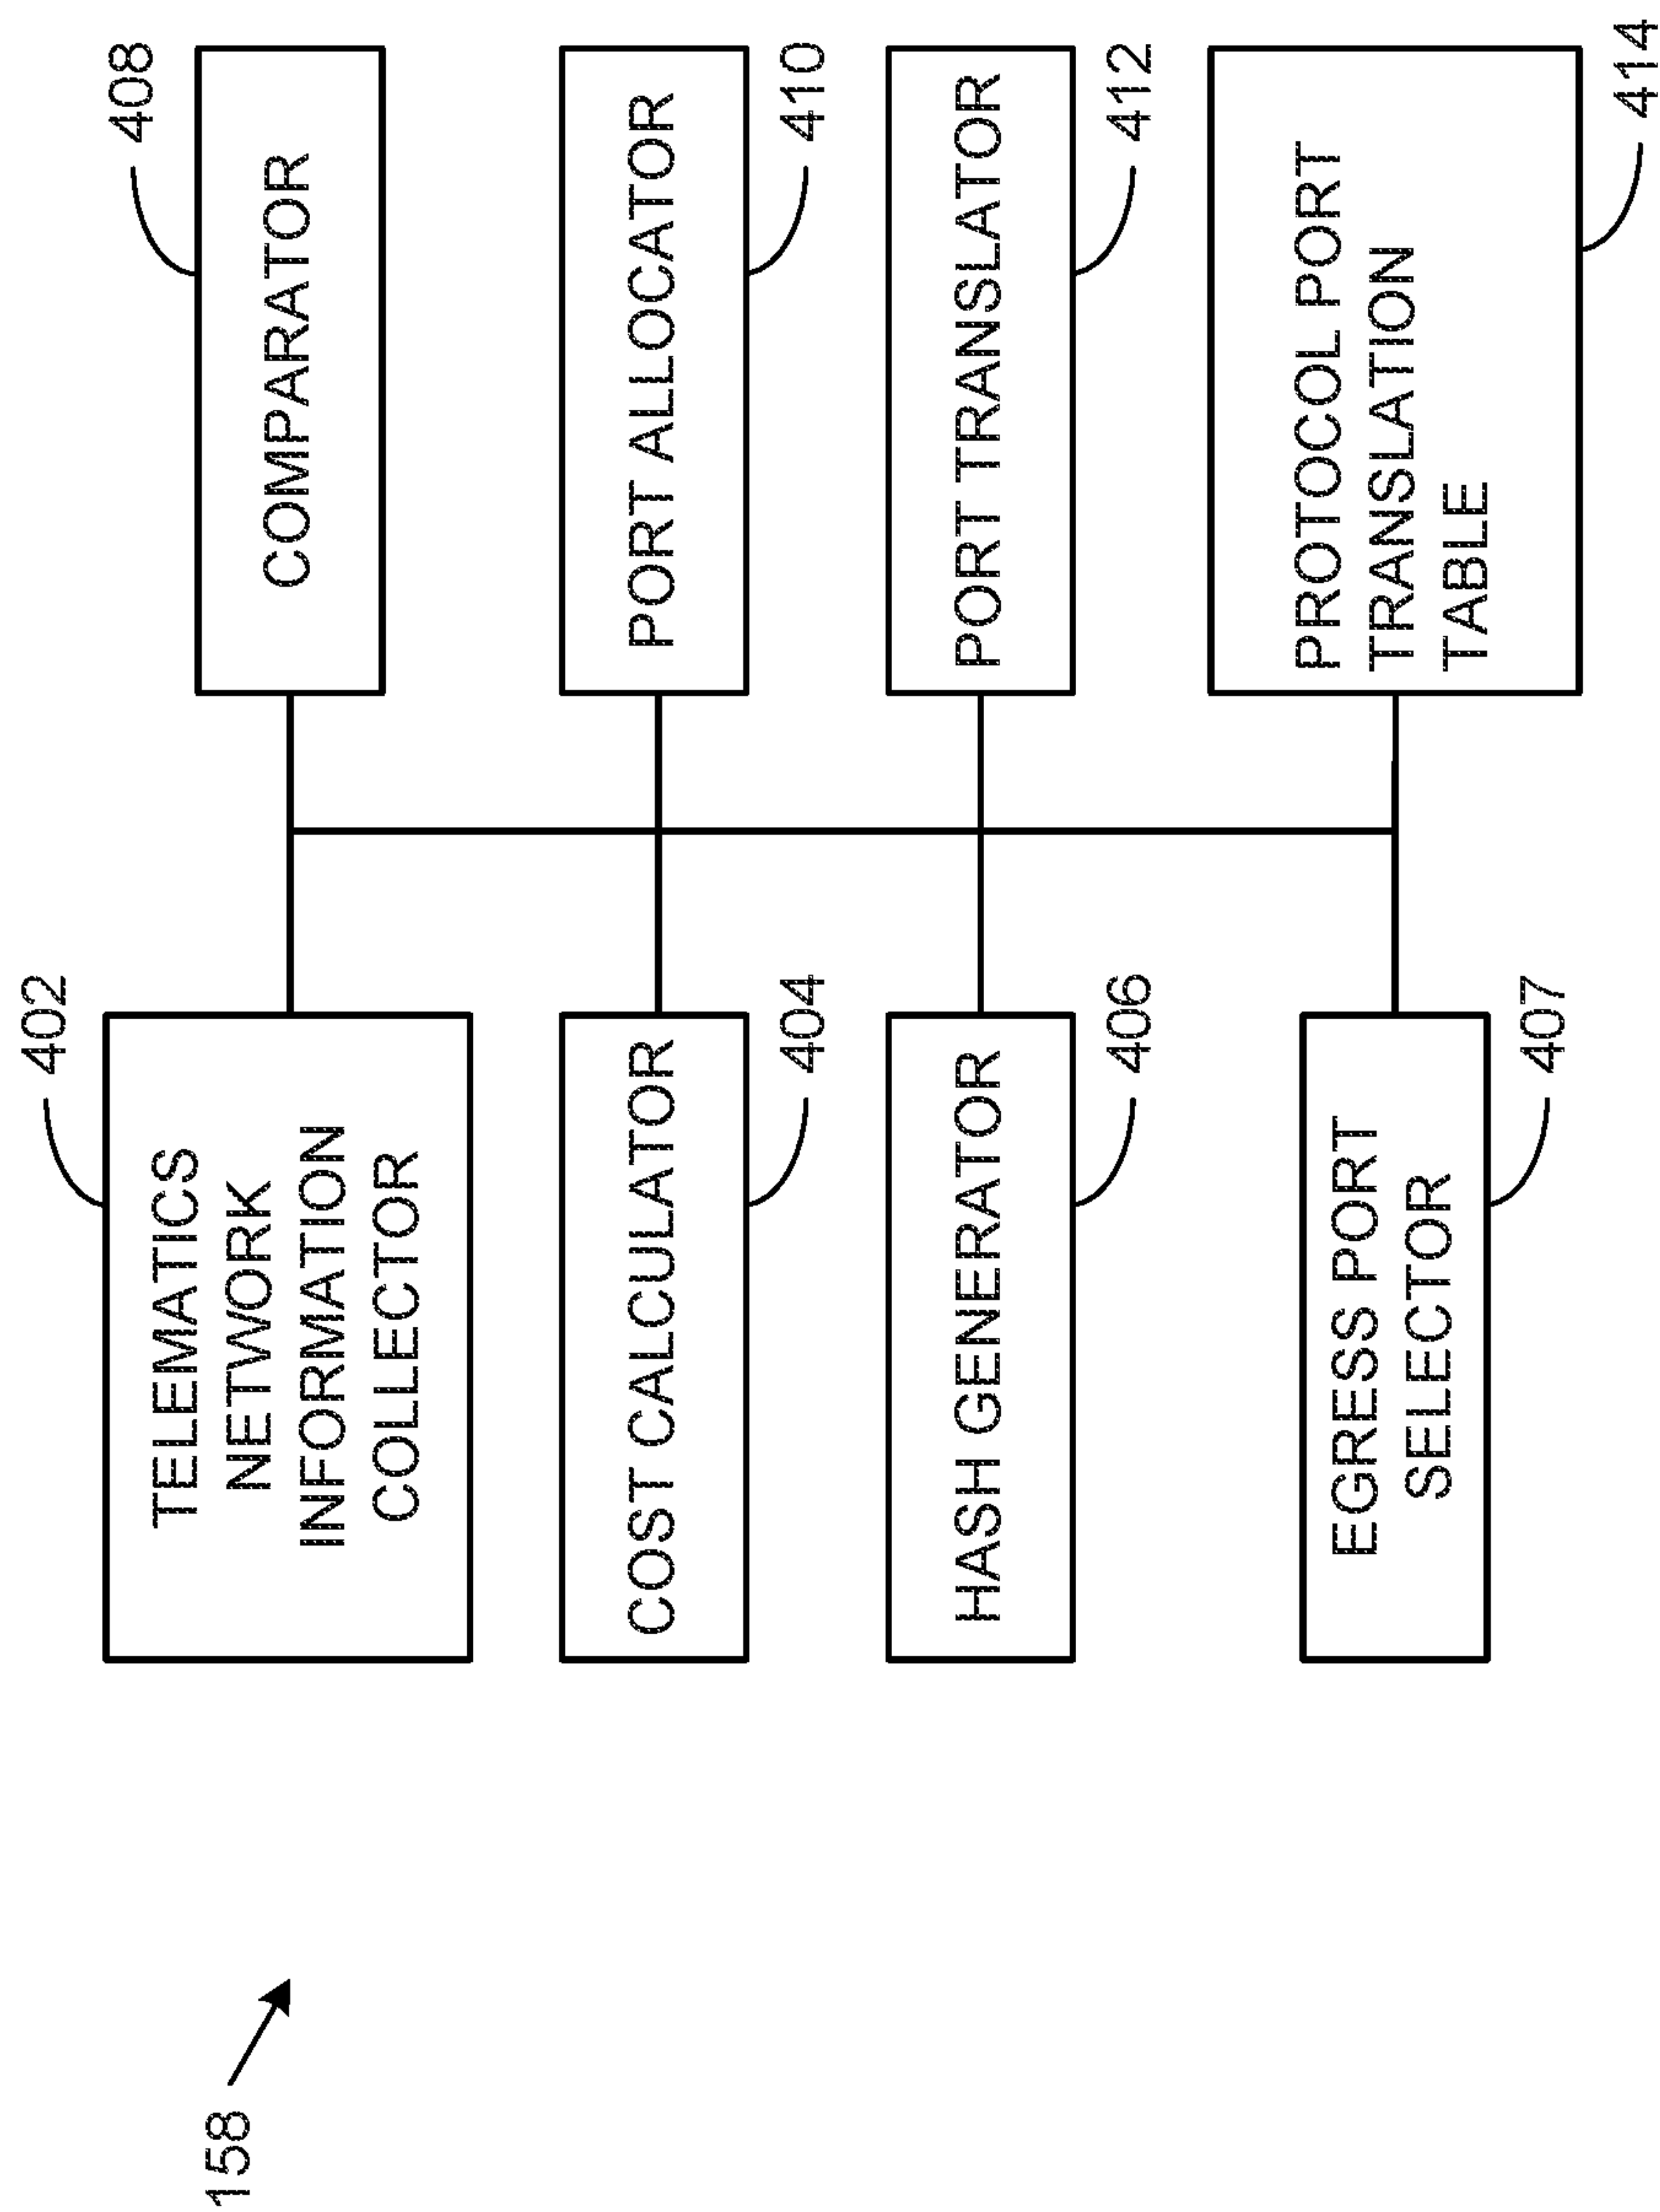 158
402
TELEMATICS
NETWORK
INFORMATION
COLLECTOR
COST CALCULATOR
404
HASH GENERATOR
406
EGRESS PORT
SELECTOR
407
408
COMPARATOR
PORT ALLOCATOR
410
PORT TRANSLATOR
412
PROTOCOL PORT
TRANSLATION
TABLE
414